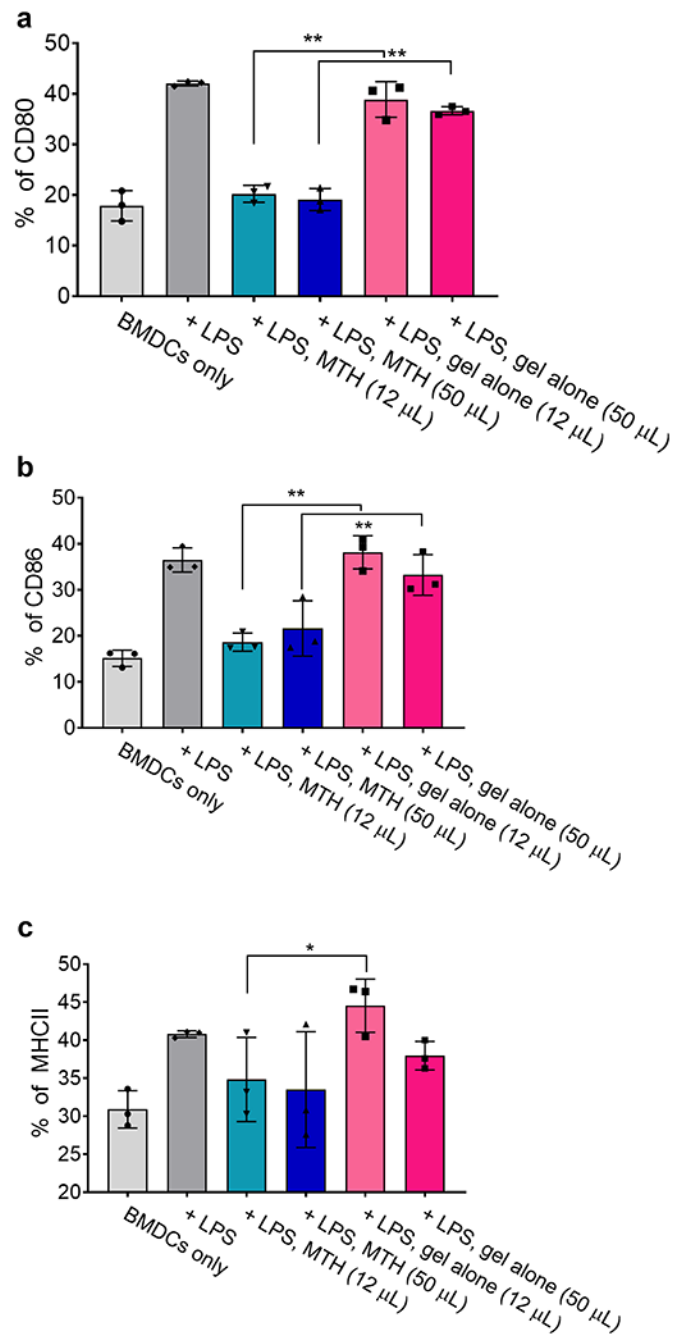 a
** **
% of CD80
50
40
30
20
10
0
BMDCs only
+ LPS
+ LPS, MTH (12 μL)
+ LPS, MTH (50 μL)
+ LPS, gel alone (12 μL)
+ LPS, gel alone (50 μL)
b
**
**
% of CD86
50
40
30
20
10
0
BMDCs only
+ LPS
+ LPS, MTH (12 μL)
+ LPS, MTH (50 μL)
+ LPS, gel alone (12 μL)
+ LPS, gel alone (50 μL)
c
*
% of MHCII
50
45
40
35
30
25
20
BMDCs only
+ LPS
+ LPS, MTH (12 μL)
+ LPS, MTH (50 μL)
+ LPS, gel alone (12 μL)
+ LPS, gel alone (50 μL)